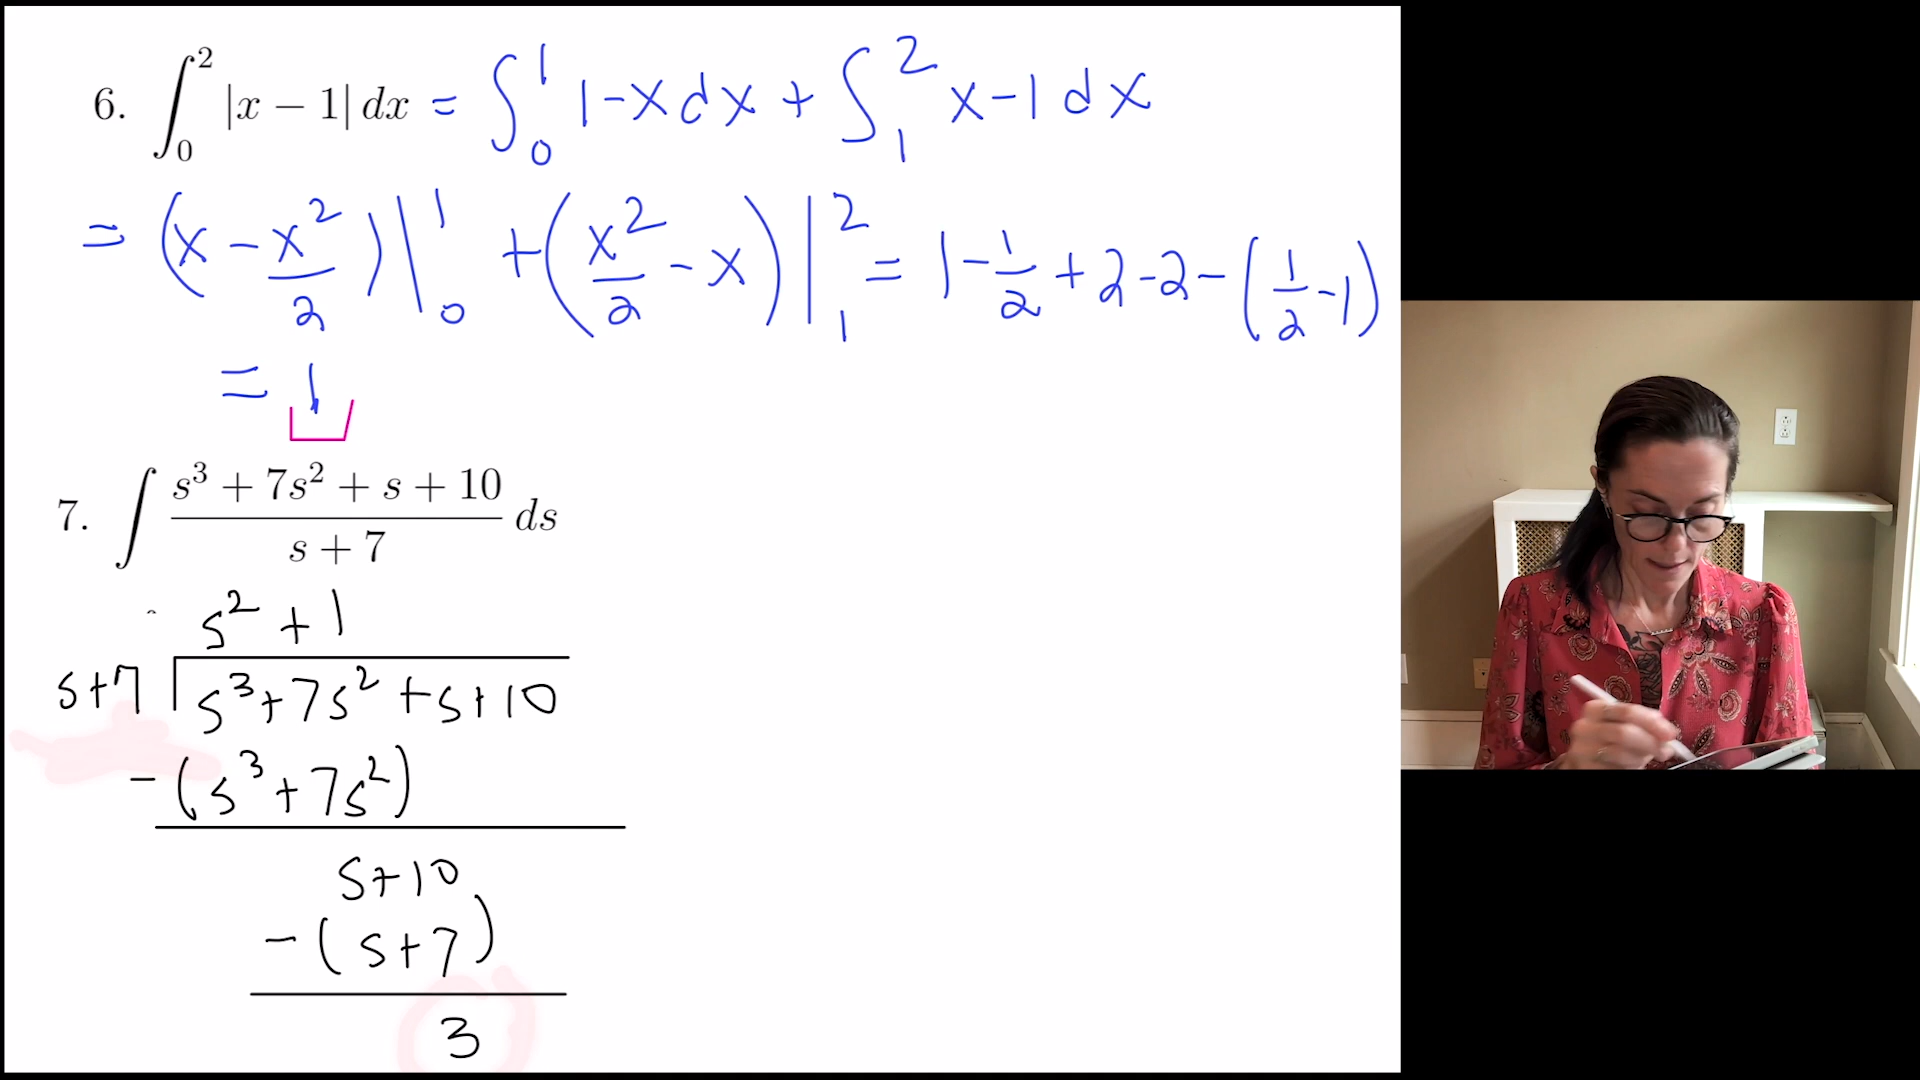 6. ∫₀² |x − 1| dx = ∫₀¹ 1-x dx + ∫₁² x-1 dx
= (x - x²/2)|₀¹ + (x²/2 - x)|₁² = 1 - 1/2 + 2 - 2 - (1/2 - 1)
= 1
7. ∫ (s³ + 7s² + s + 10)/(s + 7) ds
s² + 1
s+7 s³+7s²+s+10
-(s³+7s²)
s+10
-(s+7)
3